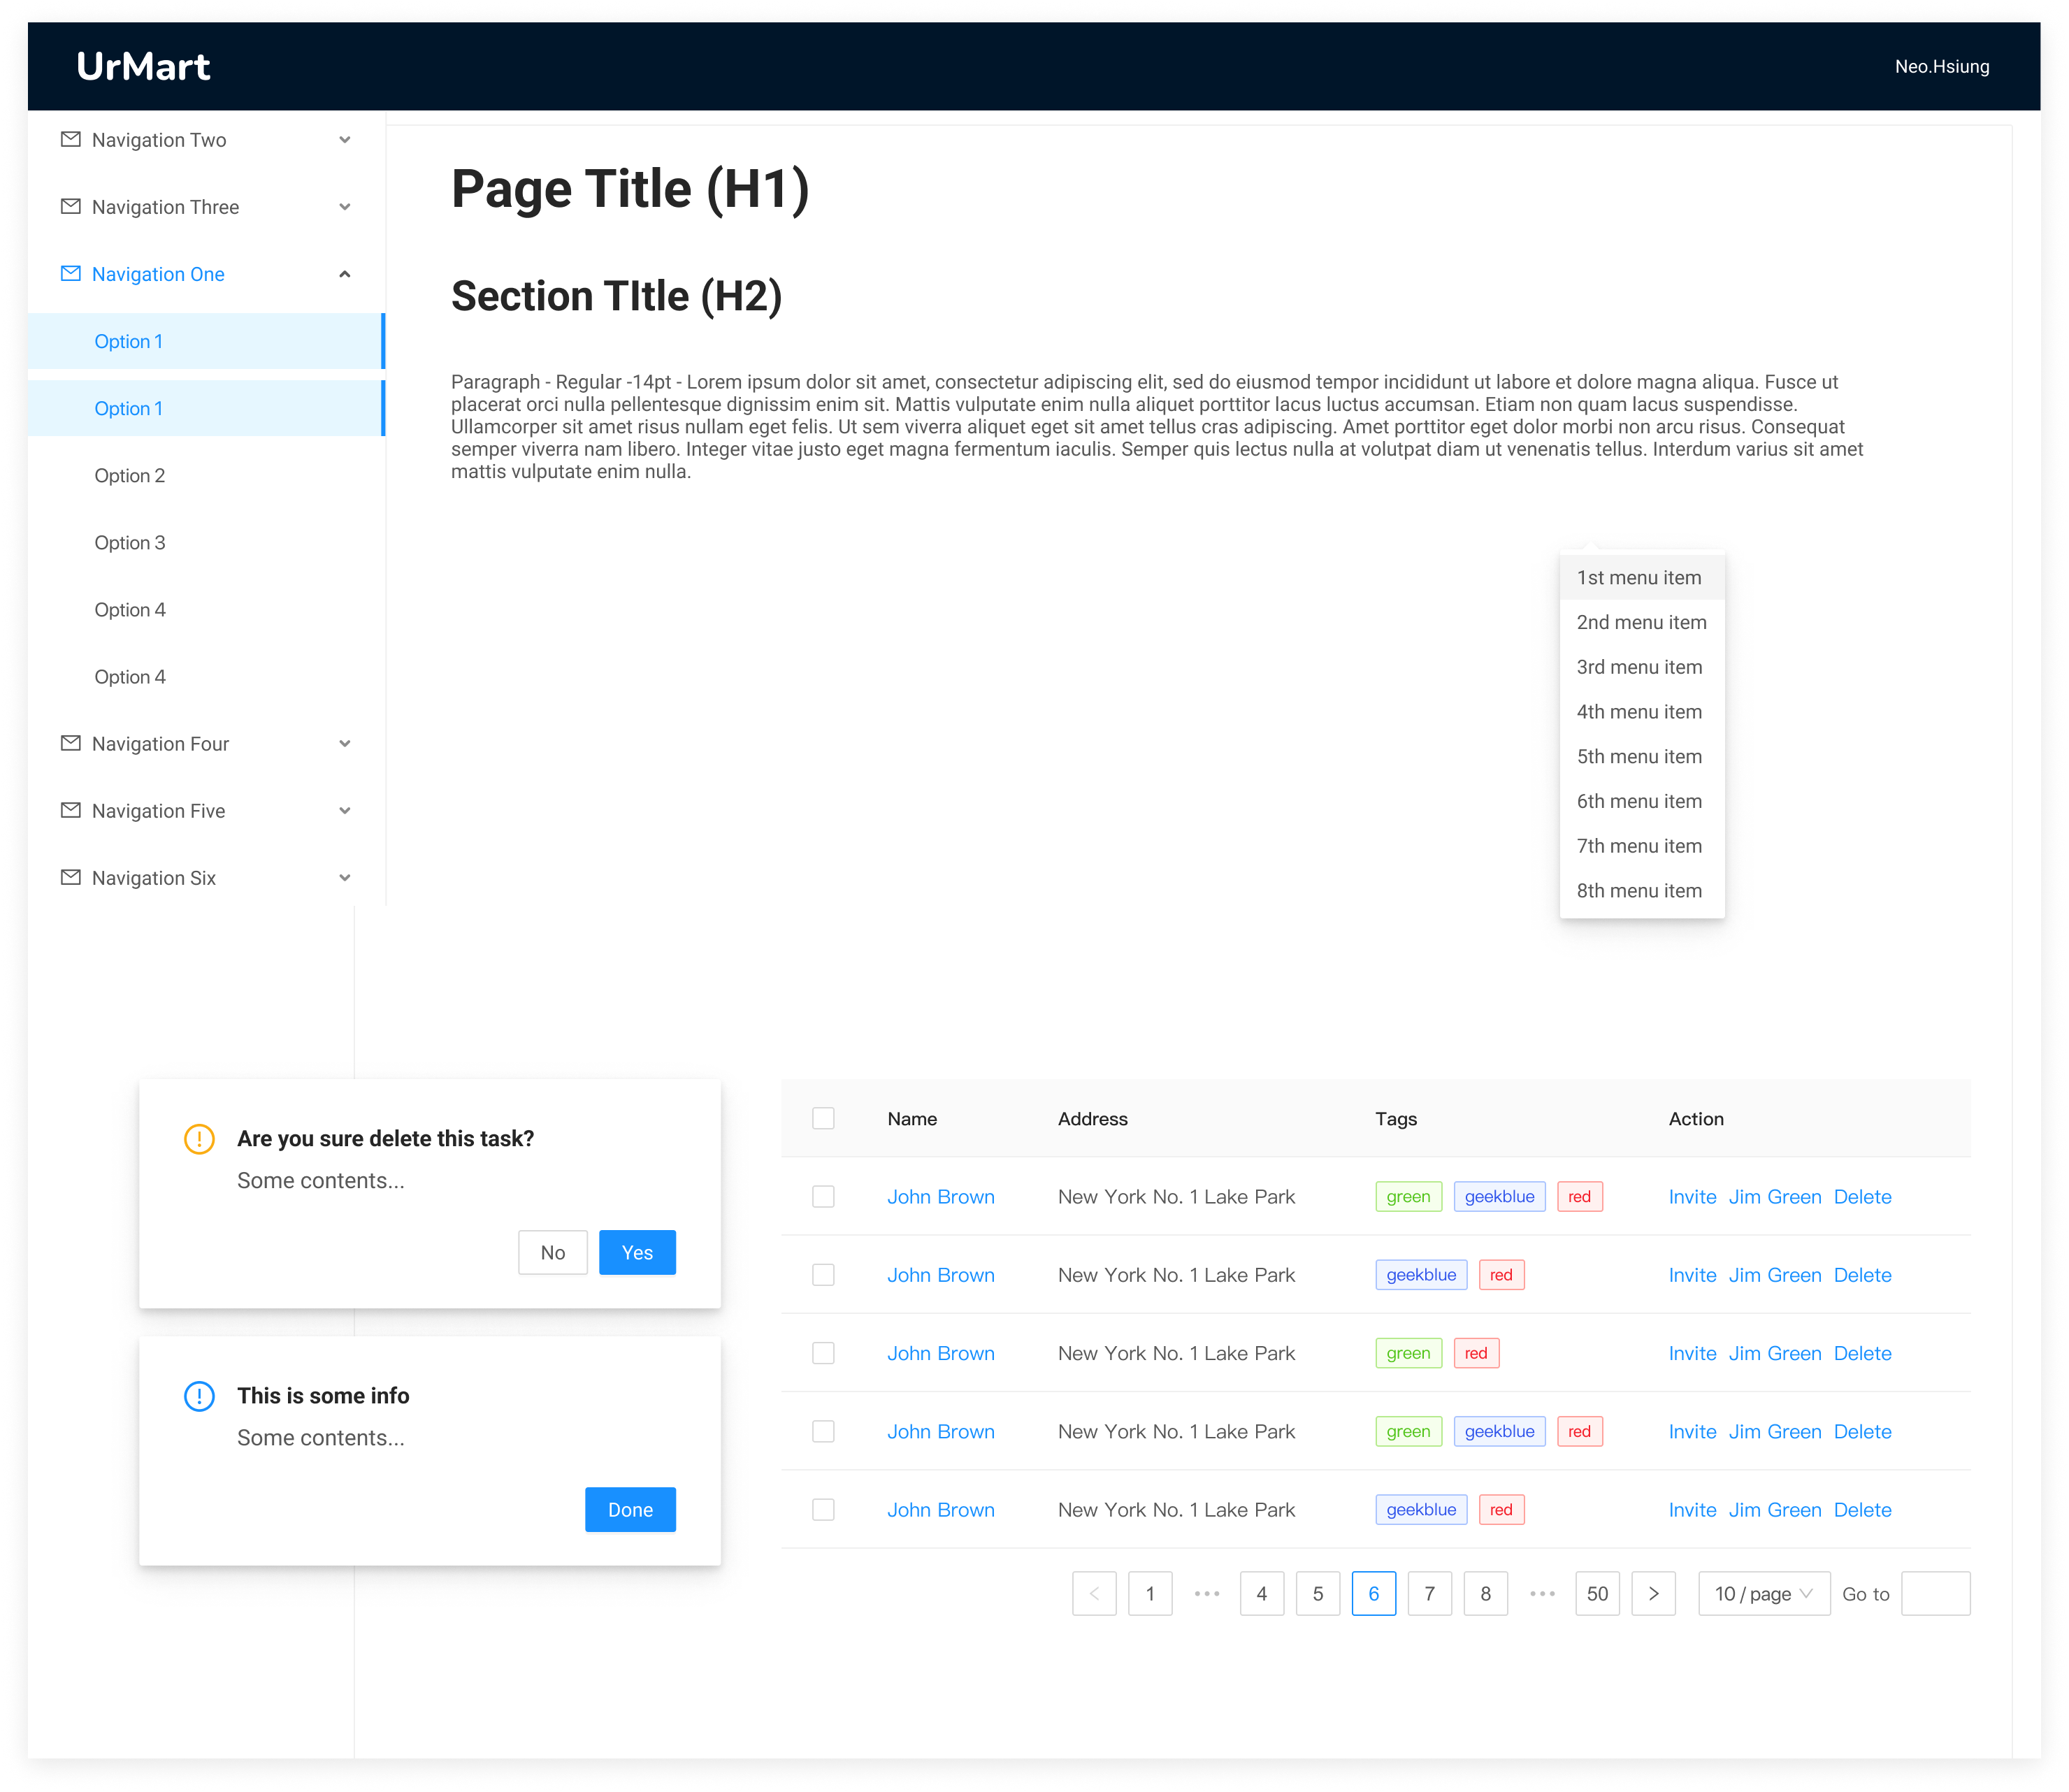 UrMart
Neo.Hsiung
Navigation Two
Navigation Three
Navigation One
Option 1
Option 1
Option 2
Option 3
Option 4
Option 4
Navigation Four
Navigation Five
Navigation Six
Page Title (H1)
Section TItle (H2)
Paragraph - Regular -14pt - Lorem ipsum dolor sit amet, consectetur adipiscing elit, sed do eiusmod tempor incididunt ut labore et dolore magna aliqua. Fusce ut
placerat orci nulla pellentesque dignissim enim sit. Mattis vulputate enim nulla aliquet porttitor lacus luctus accumsan. Etiam non quam lacus suspendisse.
Ullamcorper sit amet risus nullam eget felis. Ut sem viverra aliquet eget sit amet tellus cras adipiscing. Amet porttitor eget dolor morbi non arcu risus. Consequat
semper viverra nam libero. Integer vitae justo eget magna fermentum iaculis. Semper quis lectus nulla at volutpat diam ut venenatis tellus. Interdum varius sit amet
mattis vulputate enim nulla.
1st menu item
2nd menu item
3rd menu item
4th menu item
5th menu item
6th menu item
7th menu item
8th menu item
Are you sure delete this task?
Some contents...
No Yes
This is some info
Some contents...
Done
Name Address Tags Action
John Brown New York No. 1 Lake Park green geekblue red Invite Jim Green Delete
John Brown New York No. 1 Lake Park geekblue red Invite Jim Green Delete
John Brown New York No. 1 Lake Park green red Invite Jim Green Delete
John Brown New York No. 1 Lake Park green geekblue red Invite Jim Green Delete
John Brown New York No. 1 Lake Park geekblue red Invite Jim Green Delete
< 1 ••• 4 5 6 7 8 ••• 50 > 10 / page Go to